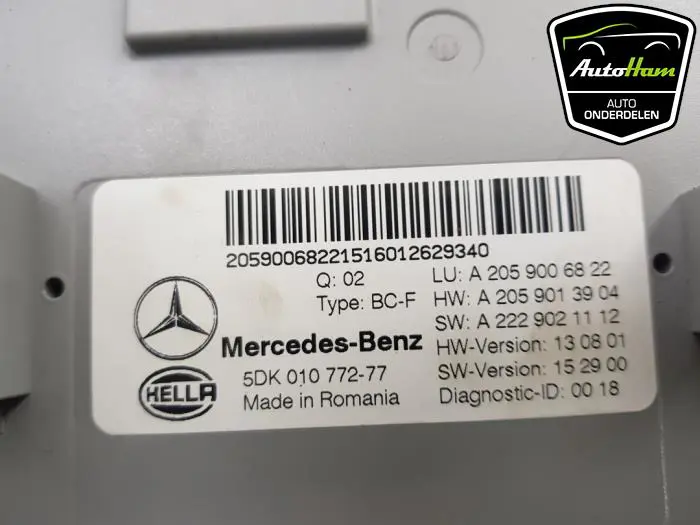 AutoHam
AUTO
ONDERDELEN
20590068221516012629340
Q: 02
Type: BC-F
LU: A 205 900 68 22
HW: A 205 901 39 04
SW: A 222 902 11 12
HW-Version: 13 08 01
SW-Version: 15 29 00
Diagnostic-ID: 00 18
Mercedes-Benz
HELLA
5DK 010 772-77
Made in Romania